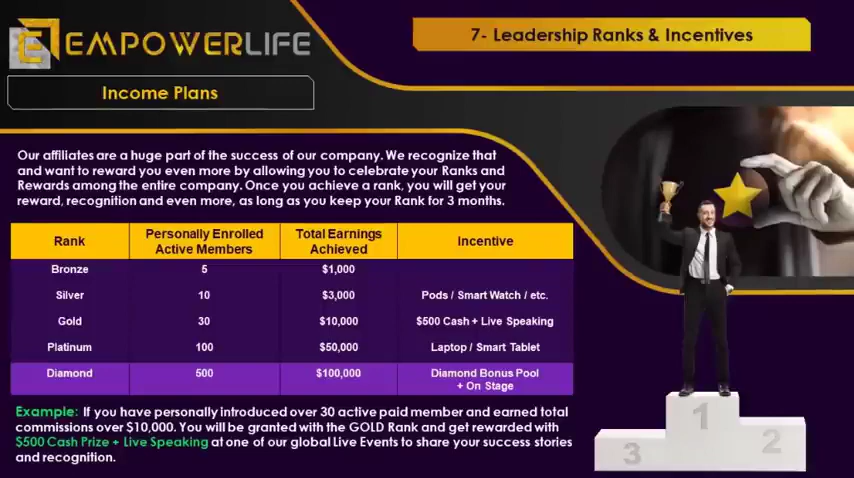 EMPOWERLIFE
7- Leadership Ranks & Incentives
Income Plans
Our affiliates are a huge part of the success of our company. We recognize that
and want to reward you even more by allowing you to celebrate your Ranks and
Rewards among the entire company. Once you achieve a rank, you will get your
reward, recognition and even more, as long as you keep your Rank for 3 months.
Rank Personally Enrolled Active Members Total Earnings Achieved Incentive
Bronze 5 $1,000
Silver 10 $3,000 Pods / Smart Watch / etc.
Gold 30 $10,000 $500 Cash + Live Speaking
Platinum 100 $50,000 Laptop / Smart Tablet
Diamond 500 $100,000 Diamond Bonus Pool + On Stage
Example: If you have personally introduced over 30 active paid member and earned total
commissions over $10,000. You will be granted with the GOLD Rank and get rewarded with
$500 Cash Prize + Live Speaking at one of our global Live Events to share your success stories
and recognition.
1
2
3